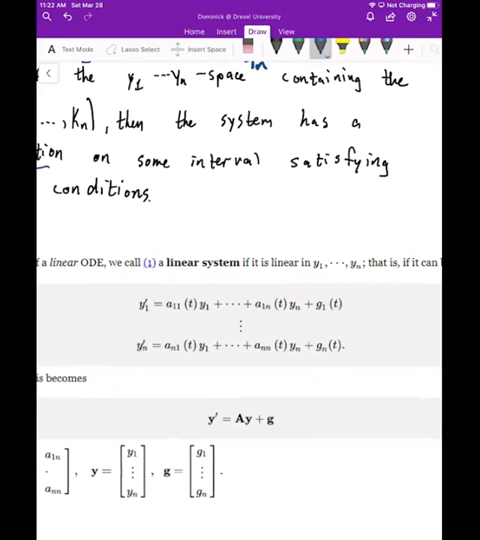 11:22 AM Sat Mar 28
Not Charging
Dominick @ Drexel University
Home Insert Draw View
Text Mode Lasso Select Insert Space
the y₁ ⋯ yₙ -space in containing the
..., Kₙ], then the system has a
tion on some interval satisfying
conditions.
f a linear ODE, we call (1) a linear system if it is linear in y₁, ⋯, yₙ; that is, if it can
y₁′ = a₁₁ (t) y₁ + ⋯ + a₁ₙ (t) yₙ + g₁ (t)
⋮
yₙ′ = aₙ₁ (t) y₁ + ⋯ + aₙₙ (t) yₙ + gₙ(t).
is becomes
y′ = Ay + g
a₁ₙ . aₙₙ ], y = [ y₁ ⋮ yₙ ], g = [ g₁ ⋮ gₙ ].